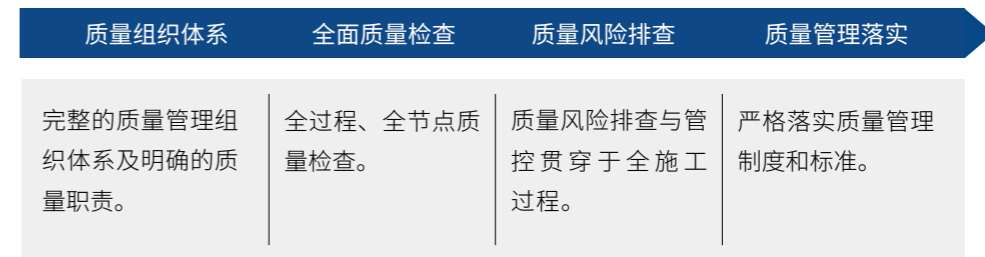 质量组织体系
全面质量检查
质量风险排查
质量管理落实
完整的质量管理组
织体系及明确的质
量职责。
全过程、全节点质
量检查。
质量风险排查与管
控贯穿于全施工
过程。
严格落实质量管理
制度和标准。